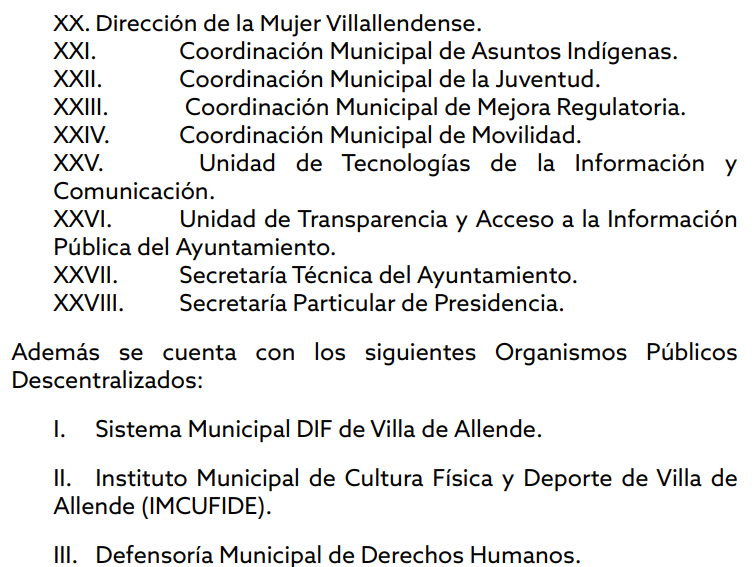 XX. Dirección de la Mujer Villallendense.
XXI. Coordinación Municipal de Asuntos Indígenas.
XXII. Coordinación Municipal de la Juventud.
XXIII. Coordinación Municipal de Mejora Regulatoria.
XXIV. Coordinación Municipal de Movilidad.
XXV. Unidad de Tecnologías de la Información y
Comunicación.
XXVI. Unidad de Transparencia y Acceso a la Información
Pública del Ayuntamiento.
XXVII. Secretaría Técnica del Ayuntamiento.
XXVIII. Secretaría Particular de Presidencia.
Además se cuenta con los siguientes Organismos Públicos
Descentralizados:
I. Sistema Municipal DIF de Villa de Allende.
II. Instituto Municipal de Cultura Física y Deporte de Villa de
Allende (IMCUFIDE).
III. Defensoría Municipal de Derechos Humanos.